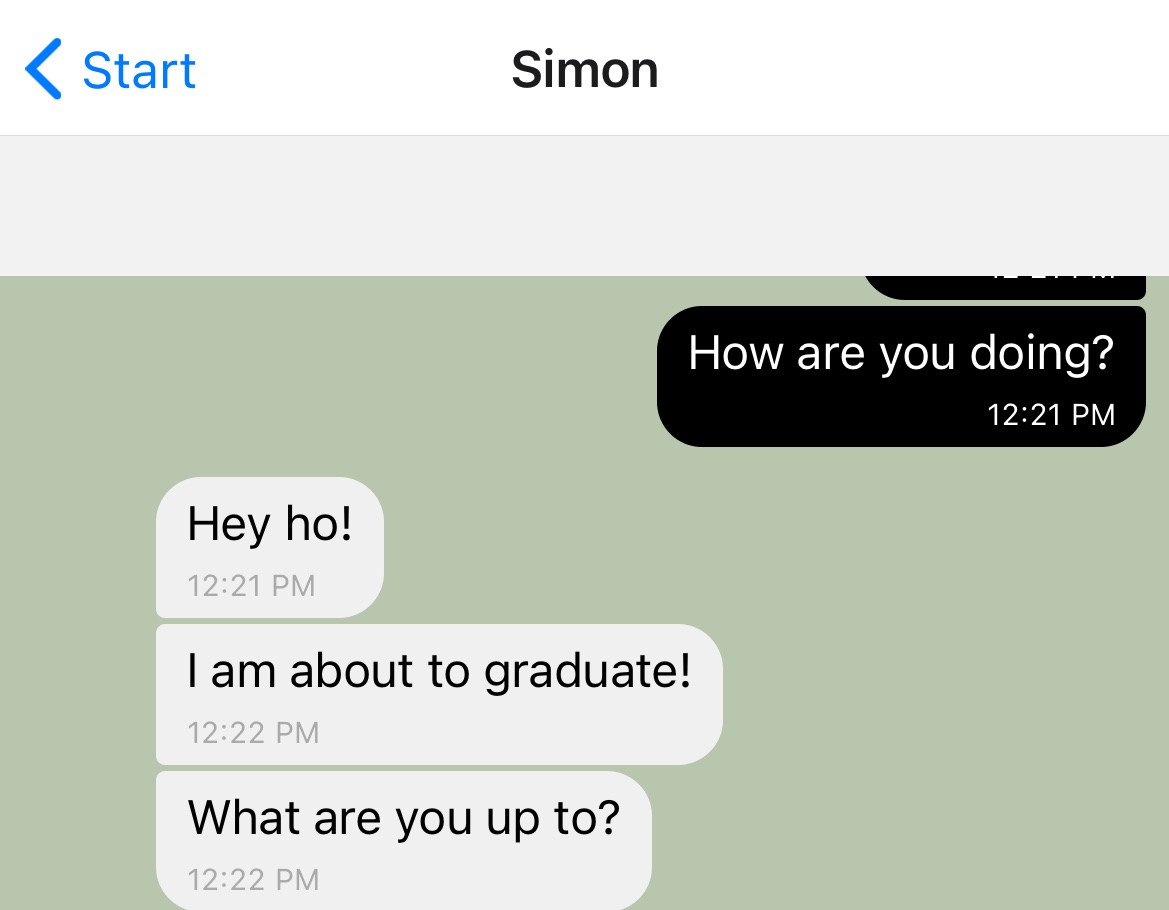 Start
Simon
How are you doing?
12:21 PM
Hey ho!
12:21 PM
I am about to graduate!
12:22 PM
What are you up to?
12:22 PM